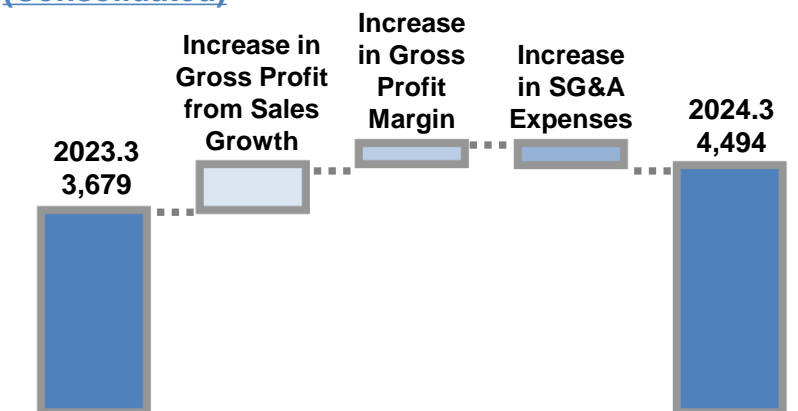 (Consolidated)
Increase in
Gross Profit
from Sales
Growth
Increase
in Gross
Profit
Margin
Increase
in SG&A
Expenses
2023.3
3,679
2024.3
4,494